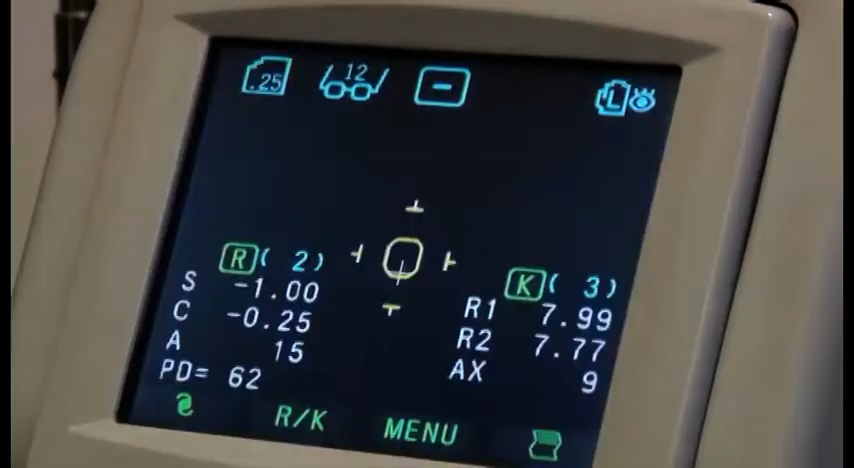 .25 12 - L
R ( 2) K ( 3)
S -1.00 R1 7.99
C -0.25 R2 7.77
A 15 AX 9
PD= 62
R/K MENU